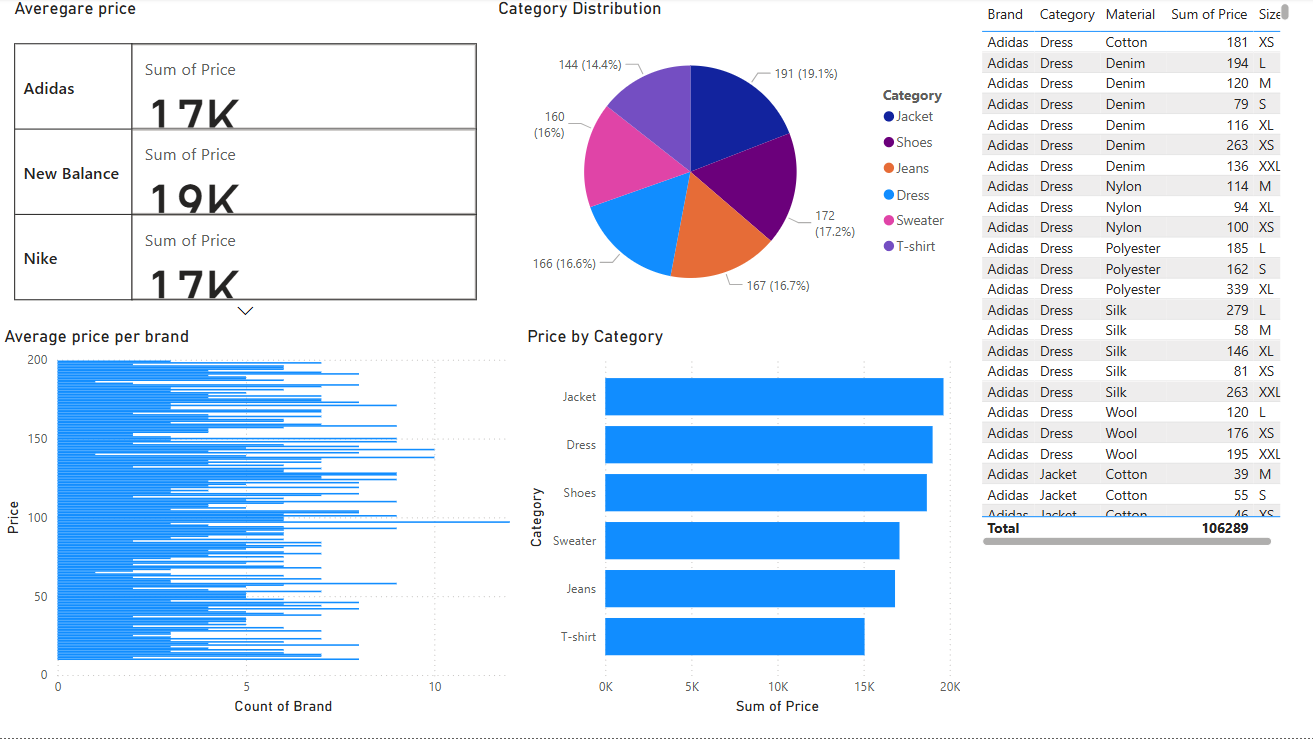 Averegare price
Adidas
Sum of Price
17K
New Balance
Sum of Price
19K
Nike
Sum of Price
17K
Category Distribution
144 (14.4%)
191 (19.1%)
160
(16%)
172
(17.2%)
166 (16.6%)
167 (16.7%)
Category
Jacket
Shoes
Jeans
Dress
Sweater
T-shirt
Brand Category Material Sum of Price Size
Adidas Dress Cotton 181 XS
Adidas Dress Denim 194 L
Adidas Dress Denim 120 M
Adidas Dress Denim 79 S
Adidas Dress Denim 116 XL
Adidas Dress Denim 263 XS
Adidas Dress Denim 136 XXL
Adidas Dress Nylon 114 M
Adidas Dress Nylon 94 XL
Adidas Dress Nylon 100 XS
Adidas Dress Polyester 185 L
Adidas Dress Polyester 162 S
Adidas Dress Polyester 339 XL
Adidas Dress Silk 279 L
Adidas Dress Silk 58 M
Adidas Dress Silk 146 XL
Adidas Dress Silk 81 XS
Adidas Dress Silk 263 XXL
Adidas Dress Wool 120 L
Adidas Dress Wool 176 XS
Adidas Dress Wool 195 XXL
Adidas Jacket Cotton 39 M
Adidas Jacket Cotton 55 S
Adidas Jacket Cotton 46 XS
Total 106289
Average price per brand
Price
200
150
100
50
0
0 5 10
Count of Brand
Price by Category
Category
Jacket
Dress
Shoes
Sweater
Jeans
T-shirt
0K 5K 10K 15K 20K
Sum of Price